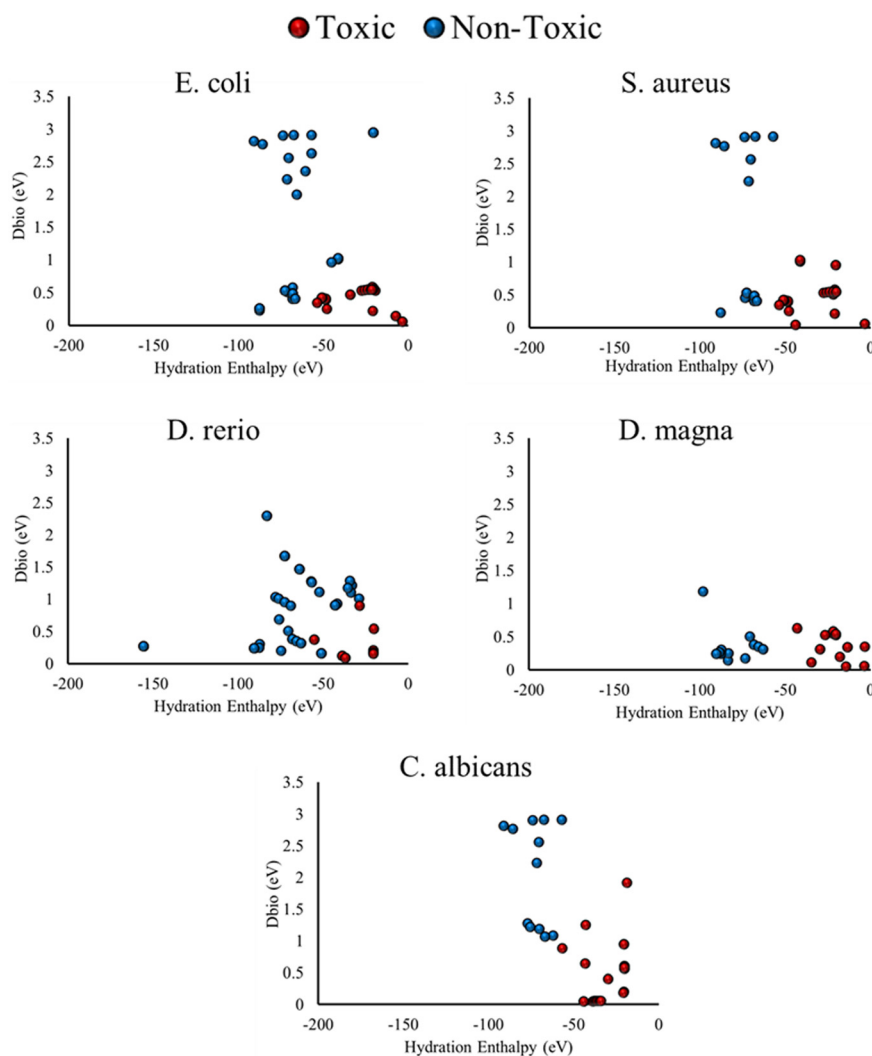 Toxic Non-Toxic
E. coli
3.5
3
2.5
2
1.5
1
0.5
0
-200 -150 -100 -50 0
Dbio (eV)
Hydration Enthalpy (eV)
S. aureus
3.5
3
2.5
2
1.5
1
0.5
0
-200 -150 -100 -50 0
Dbio (eV)
Hydration Enthalpy (eV)
D. rerio
3.5
3
2.5
2
1.5
1
0.5
0
-200 -150 -100 -50 0
Dbio (eV)
Hydration Enthalpy (eV)
D. magna
3.5
3
2.5
2
1.5
1
0.5
0
-200 -150 -100 -50 0
Dbio (eV)
Hydration Enthalpy (eV)
C. albicans
3.5
3
2.5
2
1.5
1
0.5
0
-200 -150 -100 -50 0
Dbio (eV)
Hydration Enthalpy (eV)